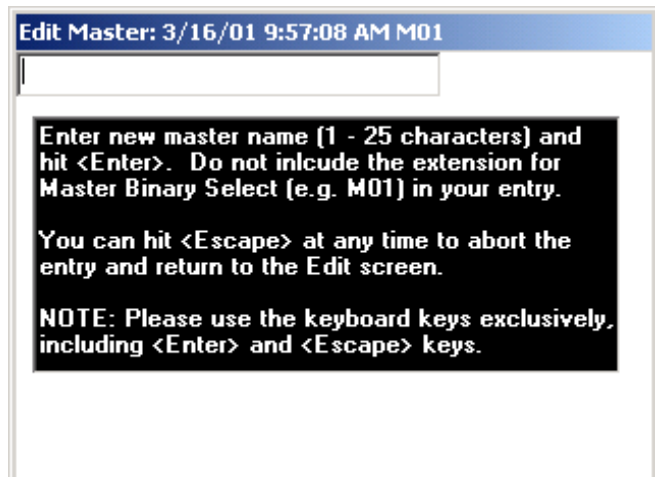 Edit Master: 3/16/01 9:57:08 AM M01
Enter new master name (1 - 25 characters) and
hit <Enter>.  Do not inlcude the extension for
Master Binary Select (e.g. M01) in your entry.
You can hit <Escape> at any time to abort the
entry and return to the Edit screen.
NOTE: Please use the keyboard keys exclusively,
including <Enter> and <Escape> keys.